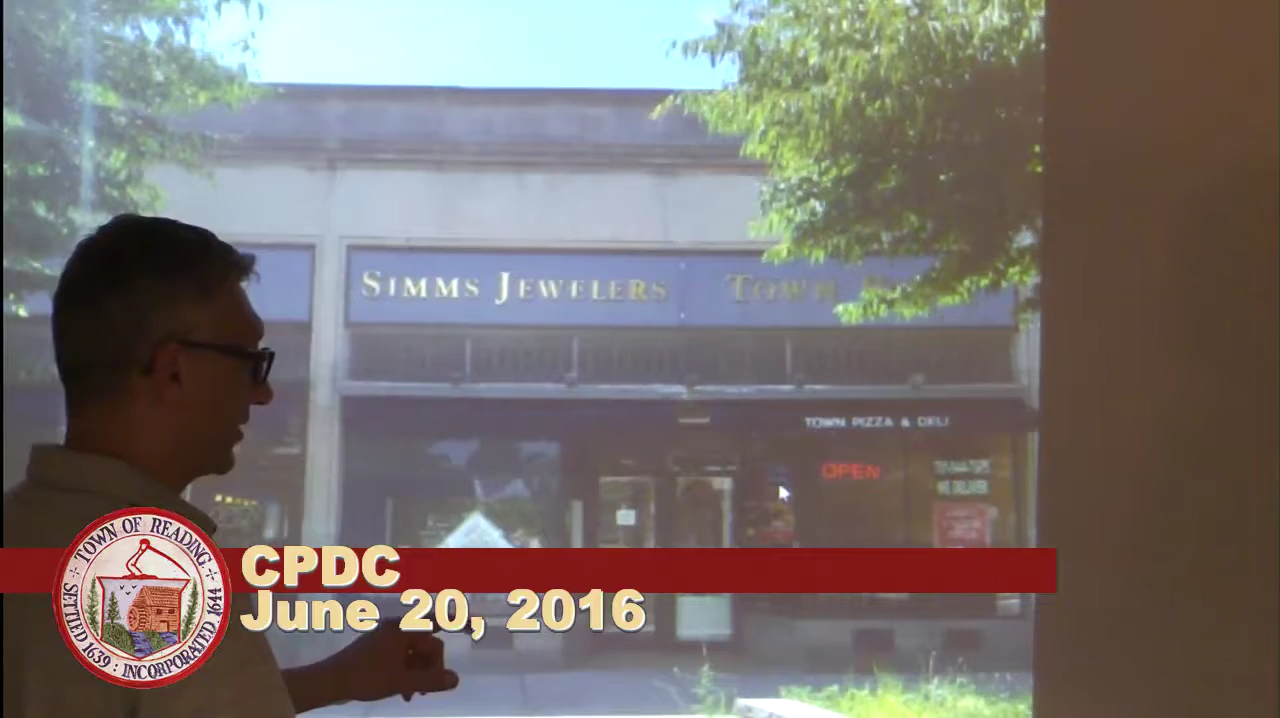 SIMMS JEWELERS TOWN
TOWN PIZZA & DELI
OPEN
WE DELIVER
TOWN OF READING
SETTLED 1639 : INCORPORATED 1644
CPDC
June 20, 2016